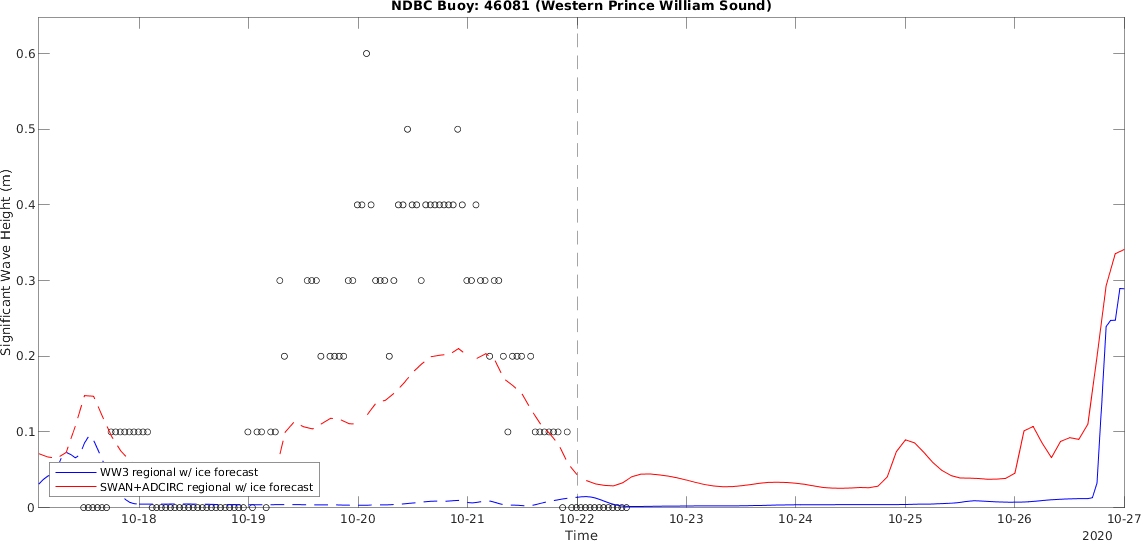 NDBC Buoy: 46081 (Western Prince William Sound)
Significant Wave Height (m)
0.6
0.5
0.4
0.3
0.2
0.1
0
WW3 regional w/ ice forecast
SWAN+ADCIRC regional w/ ice forecast
10-18 10-19 10-20 10-21 10-22 10-23 10-24 10-25 10-26 10-27
Time
2020